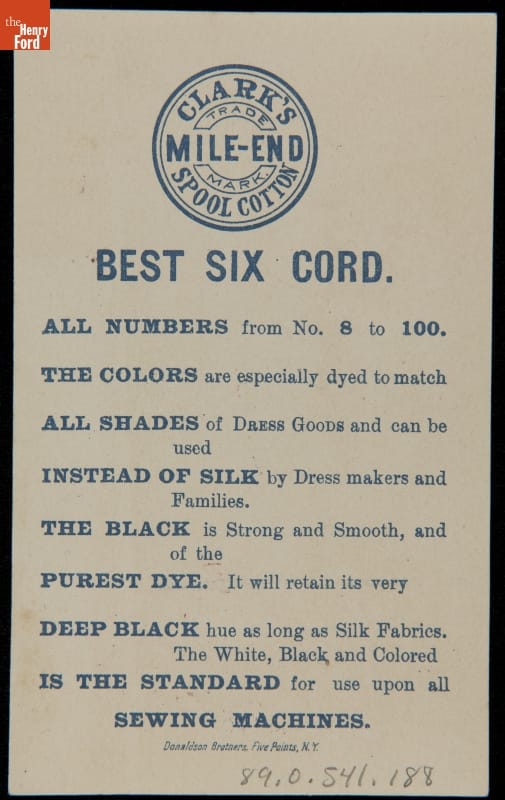 the
Henry
Ford
CLARK'S
TRADE
MILE-END
MARK.
SPOOL COTTON
BEST SIX CORD.
ALL NUMBERS from No. 8 to 100.
THE COLORS are especially dyed to match
ALL SHADES of DRESS GOODS and can be
used
INSTEAD OF SILK by Dress makers and
Families.
THE BLACK is Strong and Smooth, and
of the
PUREST DYE. It will retain its very
DEEP BLACK hue as long as Silk Fabrics.
The White, Black and Colored
IS THE STANDARD for use upon all
SEWING MACHINES.
Donaldson Brothers, Five Points, N.Y.
89.0.541.188